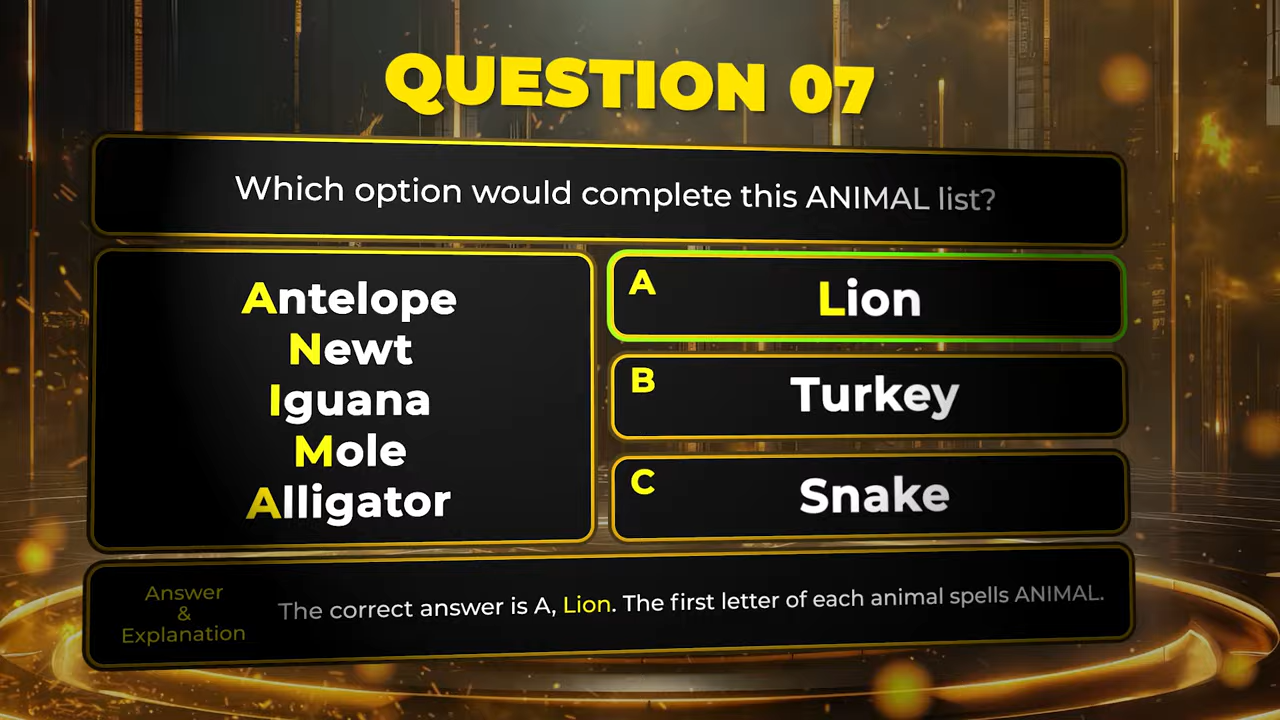 QUESTION 07
Which option would complete this ANIMAL list?
Antelope
Newt
Iguana
Mole
Alligator
A
Lion
B
Turkey
C
Snake
Answer
&
Explanation
The correct answer is A, Lion. The first letter of each animal spells ANIMAL.